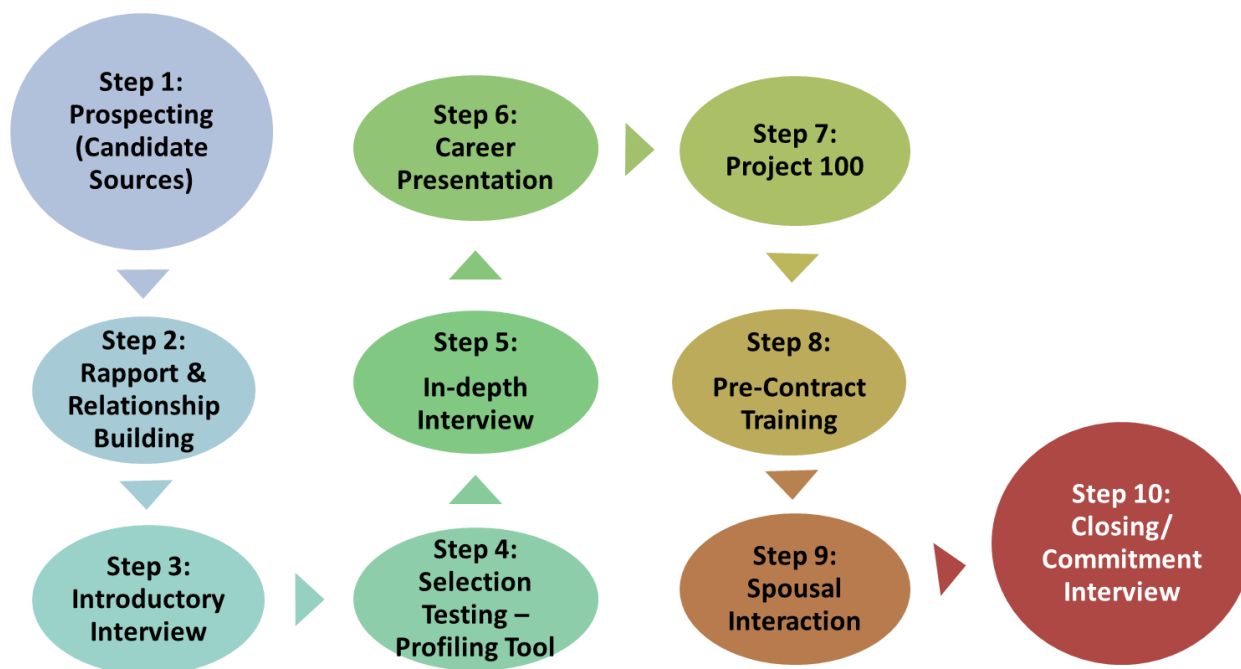 Step 1:
Prospecting
(Candidate
Sources)
Step 2:
Rapport &
Relationship
Building
Step 3:
Introductory
Interview
Step 4:
Selection
Testing –
Profiling Tool
Step 5:
In-depth
Interview
Step 6:
Career
Presentation
Step 7:
Project 100
Step 8:
Pre-Contract
Training
Step 9:
Spousal
Interaction
Step 10:
Closing/
Commitment
Interview